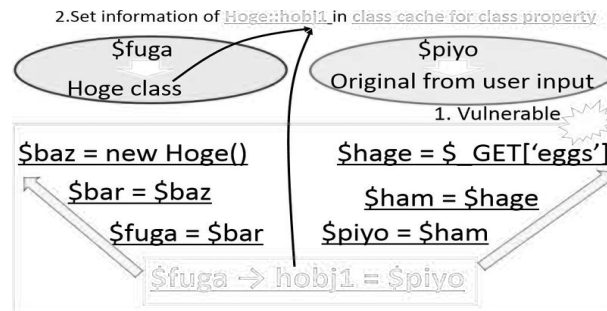 2.Set information of Hoge::hobj1 in class cache for class property
$fuga
Hoge class
$piyo
Original from user input
1. Vulnerable
$baz = new Hoge()
$bar = $baz
$fuga = $bar
$hage = $_GET[‘eggs’]
$ham = $hage
$piyo = $ham
$fuga → hobj1 = $piyo